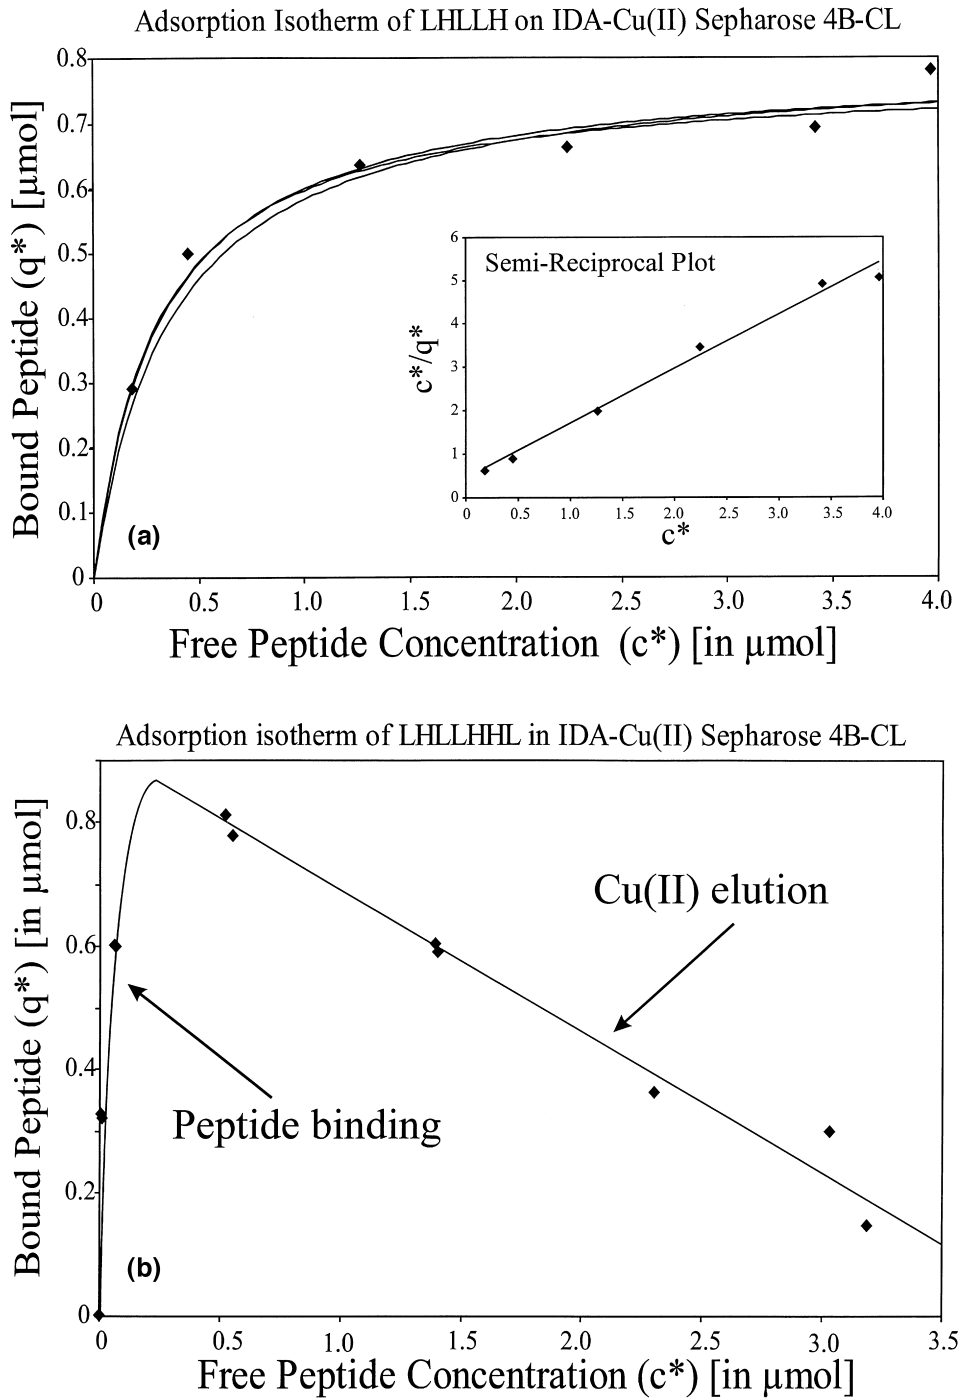 Adsorption Isotherm of LHLLH on IDA-Cu(II) Sepharose 4B-CL
0.8
0.7
0.6
0.5
0.4
0.3
0.2
0.1
0
Bound Peptide (q*) [µmol]
(a)
0 0.5 1.0 1.5 2.0 2.5 3.0 3.5 4.0
Free Peptide Concentration (c*) [in µmol]
Semi-Reciprocal Plot
6
5
4
3
2
1
0
c*/q*
0 0.5 1.0 1.5 2.0 2.5 3.0 3.5 4.0
c*
Adsorption isotherm of LHLLHHL in IDA-Cu(II) Sepharose 4B-CL
0.8
0.6
0.4
0.2
0
Bound Peptide (q*) [in µmol]
Cu(II) elution
Peptide binding
(b)
0 0.5 1.0 1.5 2.0 2.5 3.0 3.5
Free Peptide Concentration (c*) [in µmol]